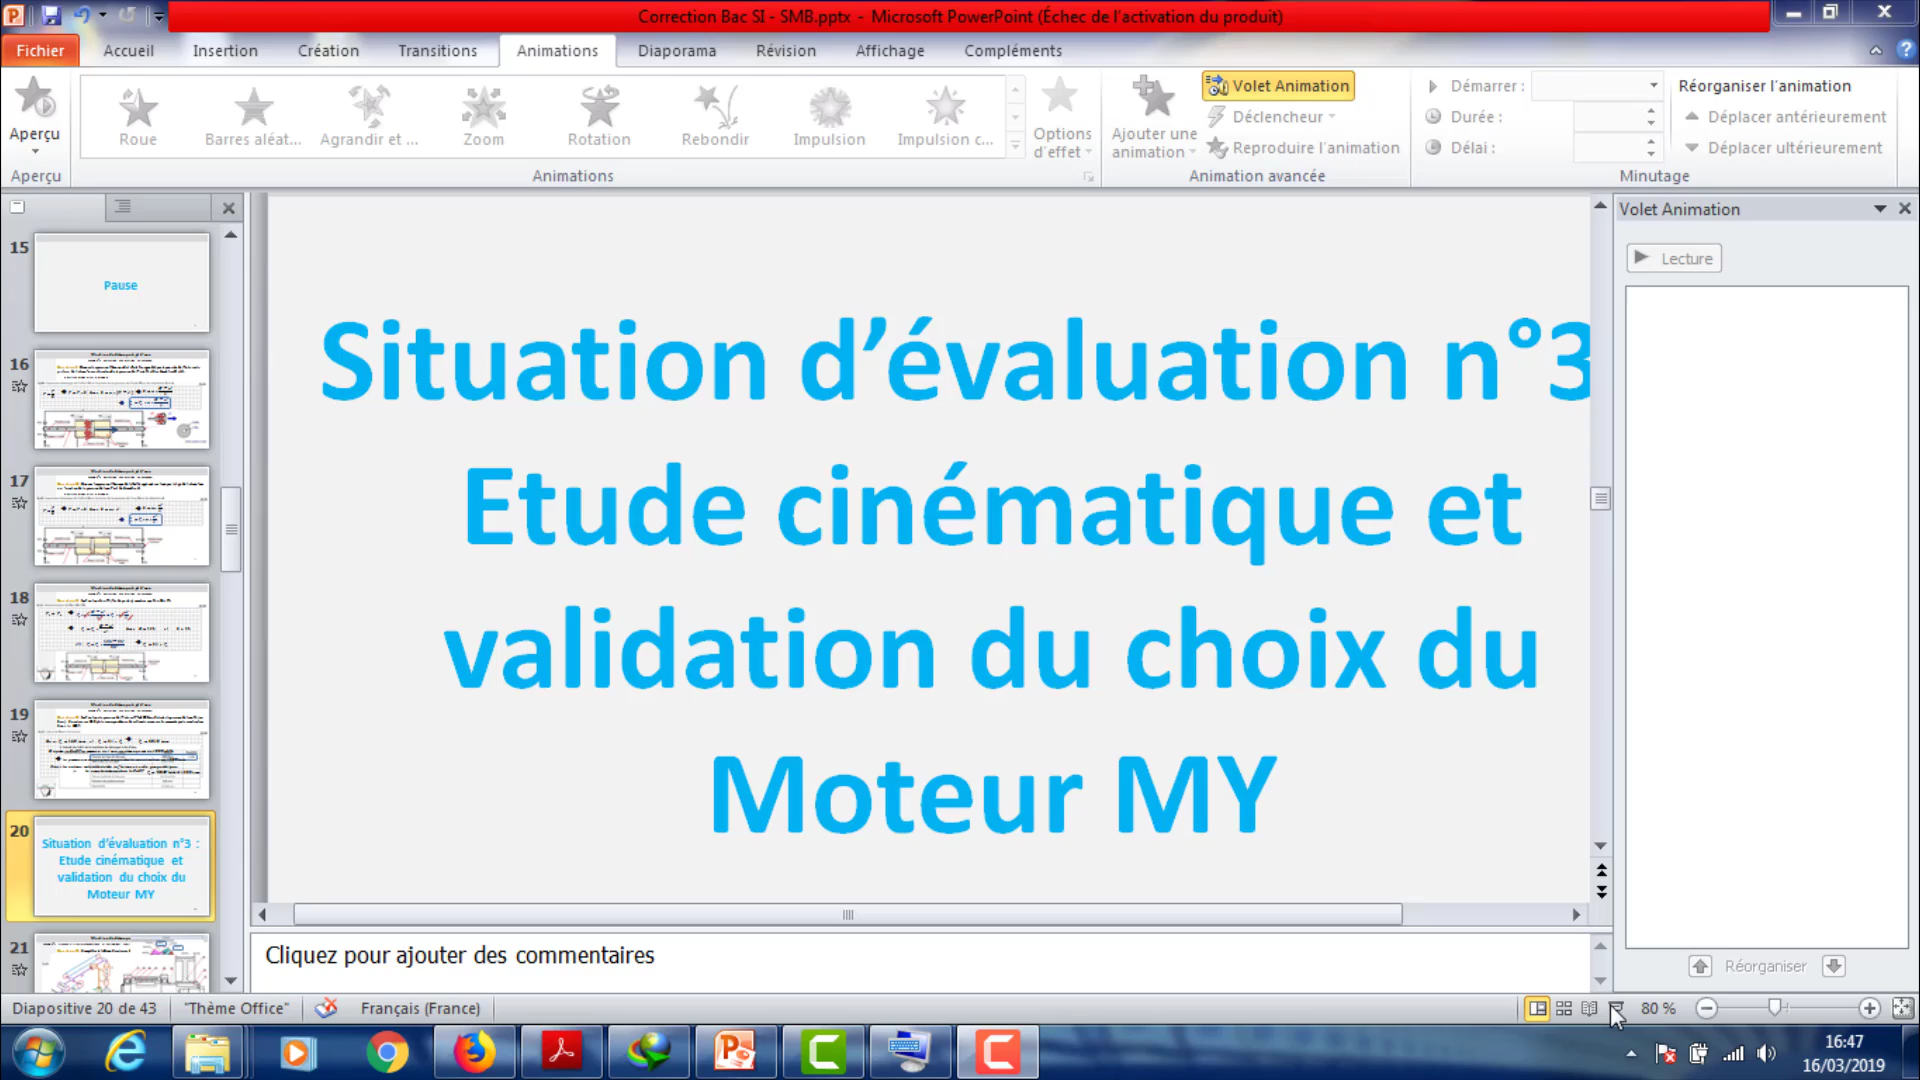 Correction Bac SI - SMB.pptx - Microsoft PowerPoint (Échec de l'activation du produit)
Fichier Accueil Insertion Création Transitions Animations Diaporama Révision Affichage Compléments
Aperçu
Roue
Barres aléat...
Agrandir et ...
Zoom
Rotation
Rebondir
Impulsion
Impulsion c...
Options d'effet
Ajouter une animation
Volet Animation
Déclencheur
Reproduire l'animation
Démarrer :
Durée :
Délai :
Réorganiser l'animation
Déplacer antérieurement
Déplacer ultérieurement
Aperçu
Animations
Animation avancée
Minutage
15
Pause
16
17
18
19
20
Situation d'évaluation n°3 :
Etude cinématique et
validation du choix du
Moteur MY
21
Situation d'évaluation n°3
Etude cinématique et
validation du choix du
Moteur MY
Cliquez pour ajouter des commentaires
Volet Animation
Lecture
Réorganiser
Diapositive 20 de 43
"Thème Office"
Français (France)
80 %
16:47
16/03/2019